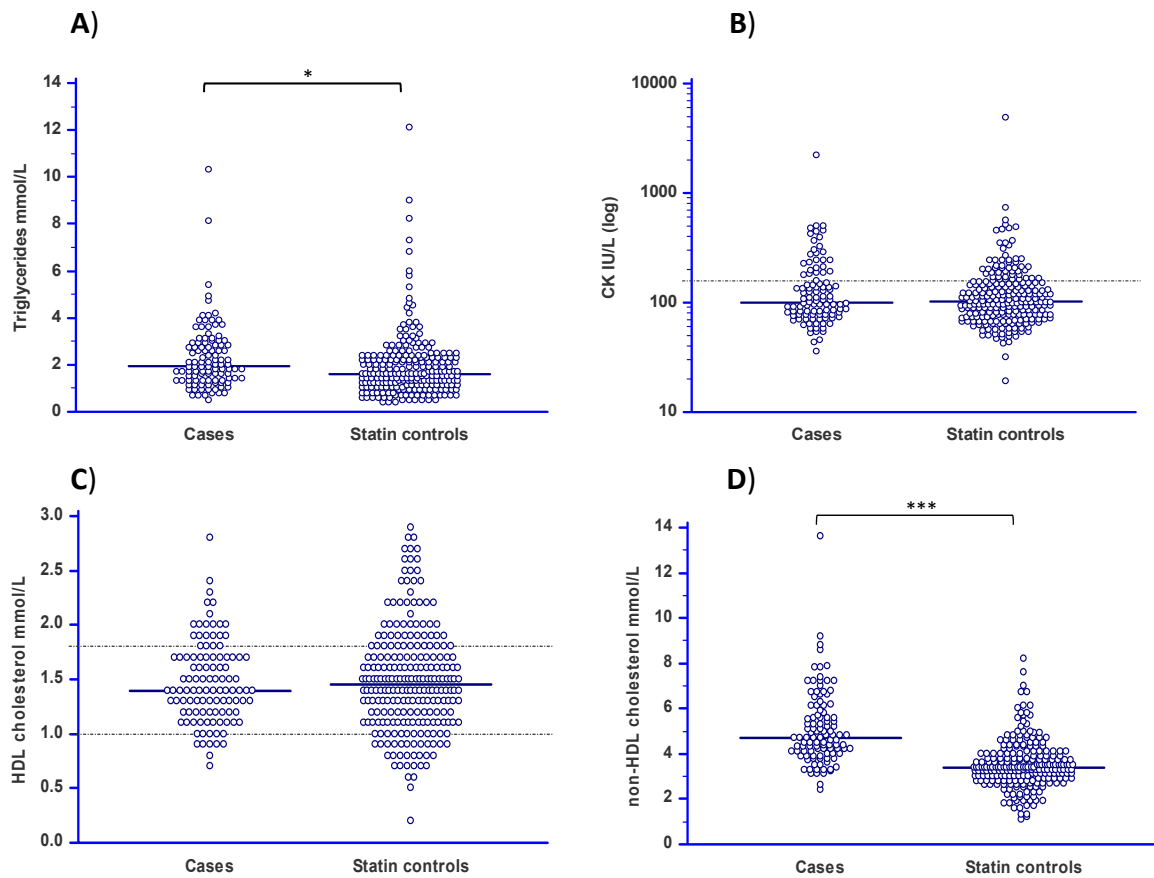 A)
*
14
12
10
8
6
4
2
0
Triglycerides mmol/L
Cases
Statin controls
B)
10000
1000
100
10
CK IU/L (log)
Cases
Statin controls
C)
3.0
2.5
2.0
1.5
1.0
0.5
0.0
HDL cholesterol mmol/L
Cases
Statin controls
D)
***
14
12
10
8
6
4
2
0
non-HDL cholesterol mmol/L
Cases
Statin controls